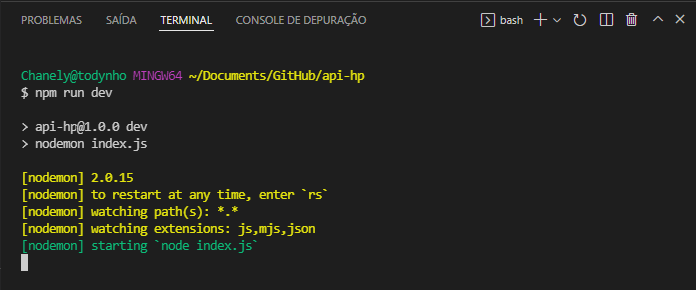 PROBLEMAS SAÍDA TERMINAL CONSOLE DE DEPURAÇÃO bash
Chanely@todynho MINGW64 ~/Documents/GitHub/api-hp
$ npm run dev
> api-hp@1.0.0 dev
> nodemon index.js
[nodemon] 2.0.15
[nodemon] to restart at any time, enter `rs`
[nodemon] watching path(s): *.*
[nodemon] watching extensions: js,mjs,json
[nodemon] starting `node index.js`